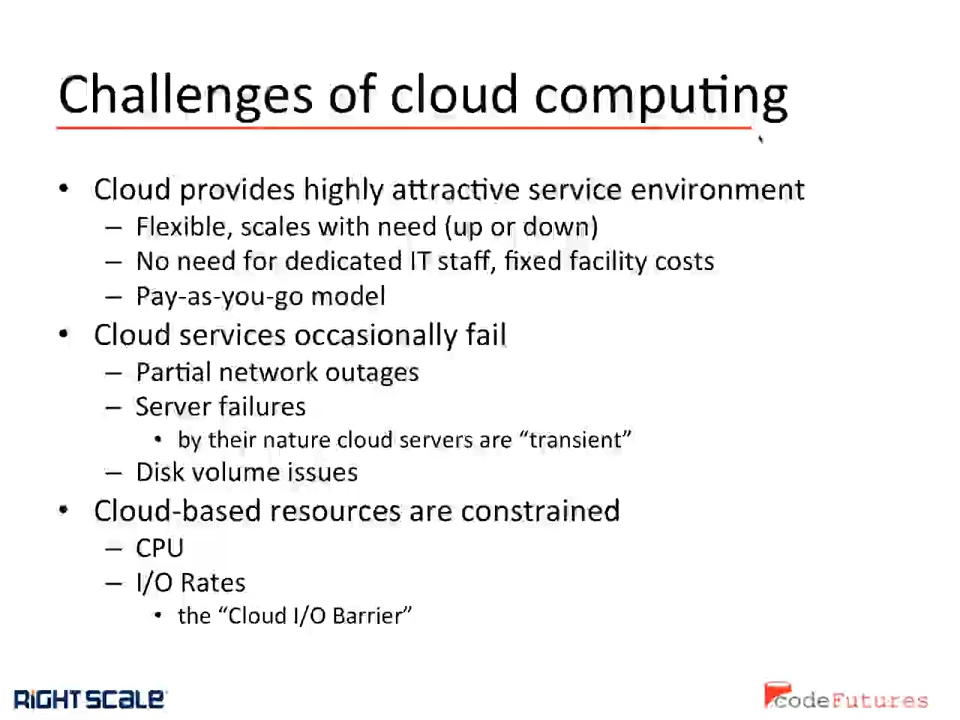 Challenges of cloud computing
• Cloud provides highly attractive service environment
– Flexible, scales with need (up or down)
– No need for dedicated IT staff, fixed facility costs
– Pay-as-you-go model
• Cloud services occasionally fail
– Partial network outages
– Server failures
• by their nature cloud servers are “transient”
– Disk volume issues
• Cloud-based resources are constrained
– CPU
– I/O Rates
• the “Cloud I/O Barrier”
RIGHTSCALE
codeFutures